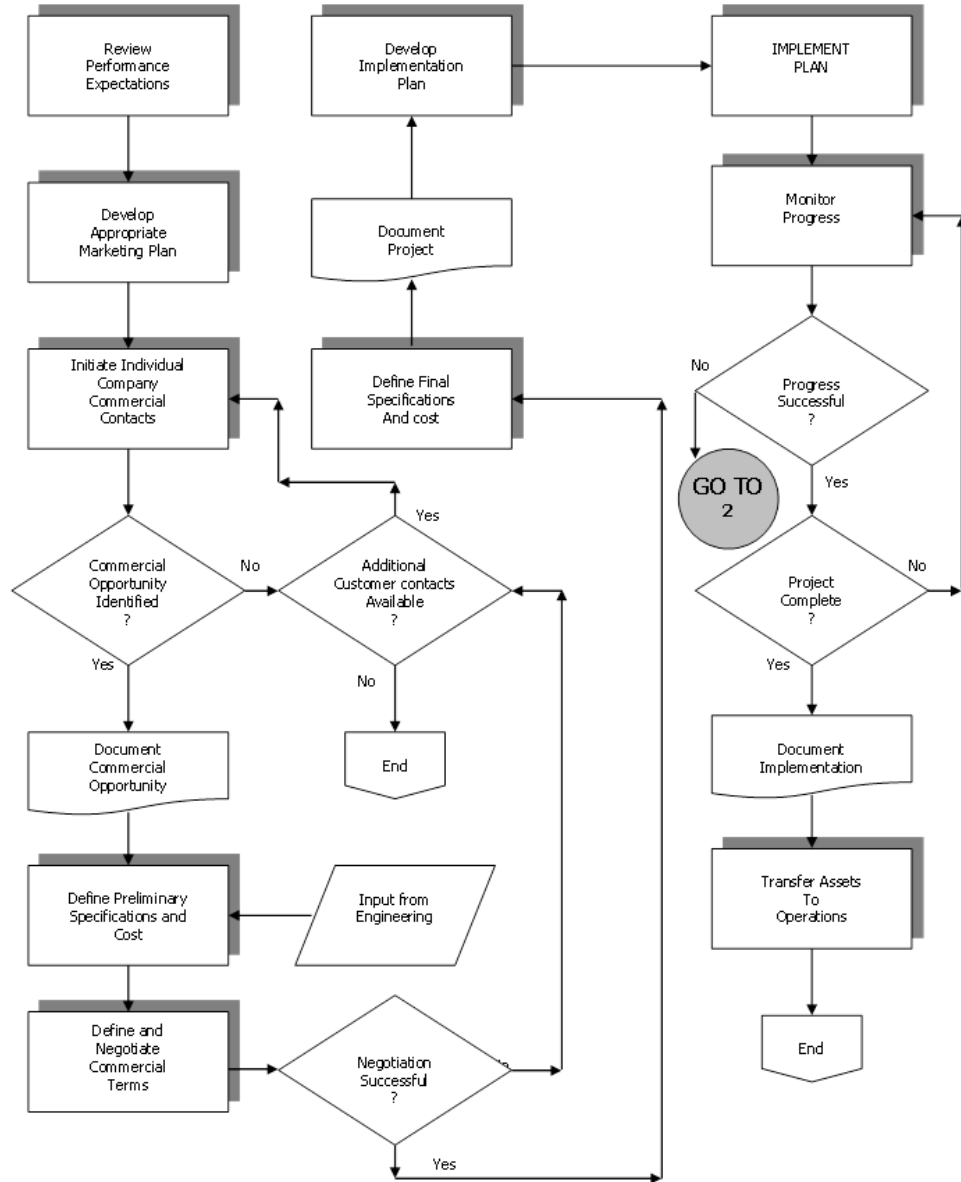 Review
Performance
Expectations
Develop
Appropriate
Marketing Plan
Initiate Individual
Company
Commercial
Contacts
Commercial
Opportunity
Identified
?
No
Yes
Document
Commercial
Opportunity
Define Preliminary
Specifications and
Cost
Define and
Negotiate
Commercial
Terms
Develop
Implementation
Plan
Document
Project
Define Final
Specifications
And cost
Yes
Additional
Customer contacts
Available
?
No
End
Input from
Engineering
Negotiation
Successful
?
Yes
IMPLEMENT
PLAN
Monitor
Progress
No
Progress
Successful
?
GO TO
2
Yes
Project
Complete
?
No
Yes
Document
Implementation
Transfer Assets
To
Operations
End